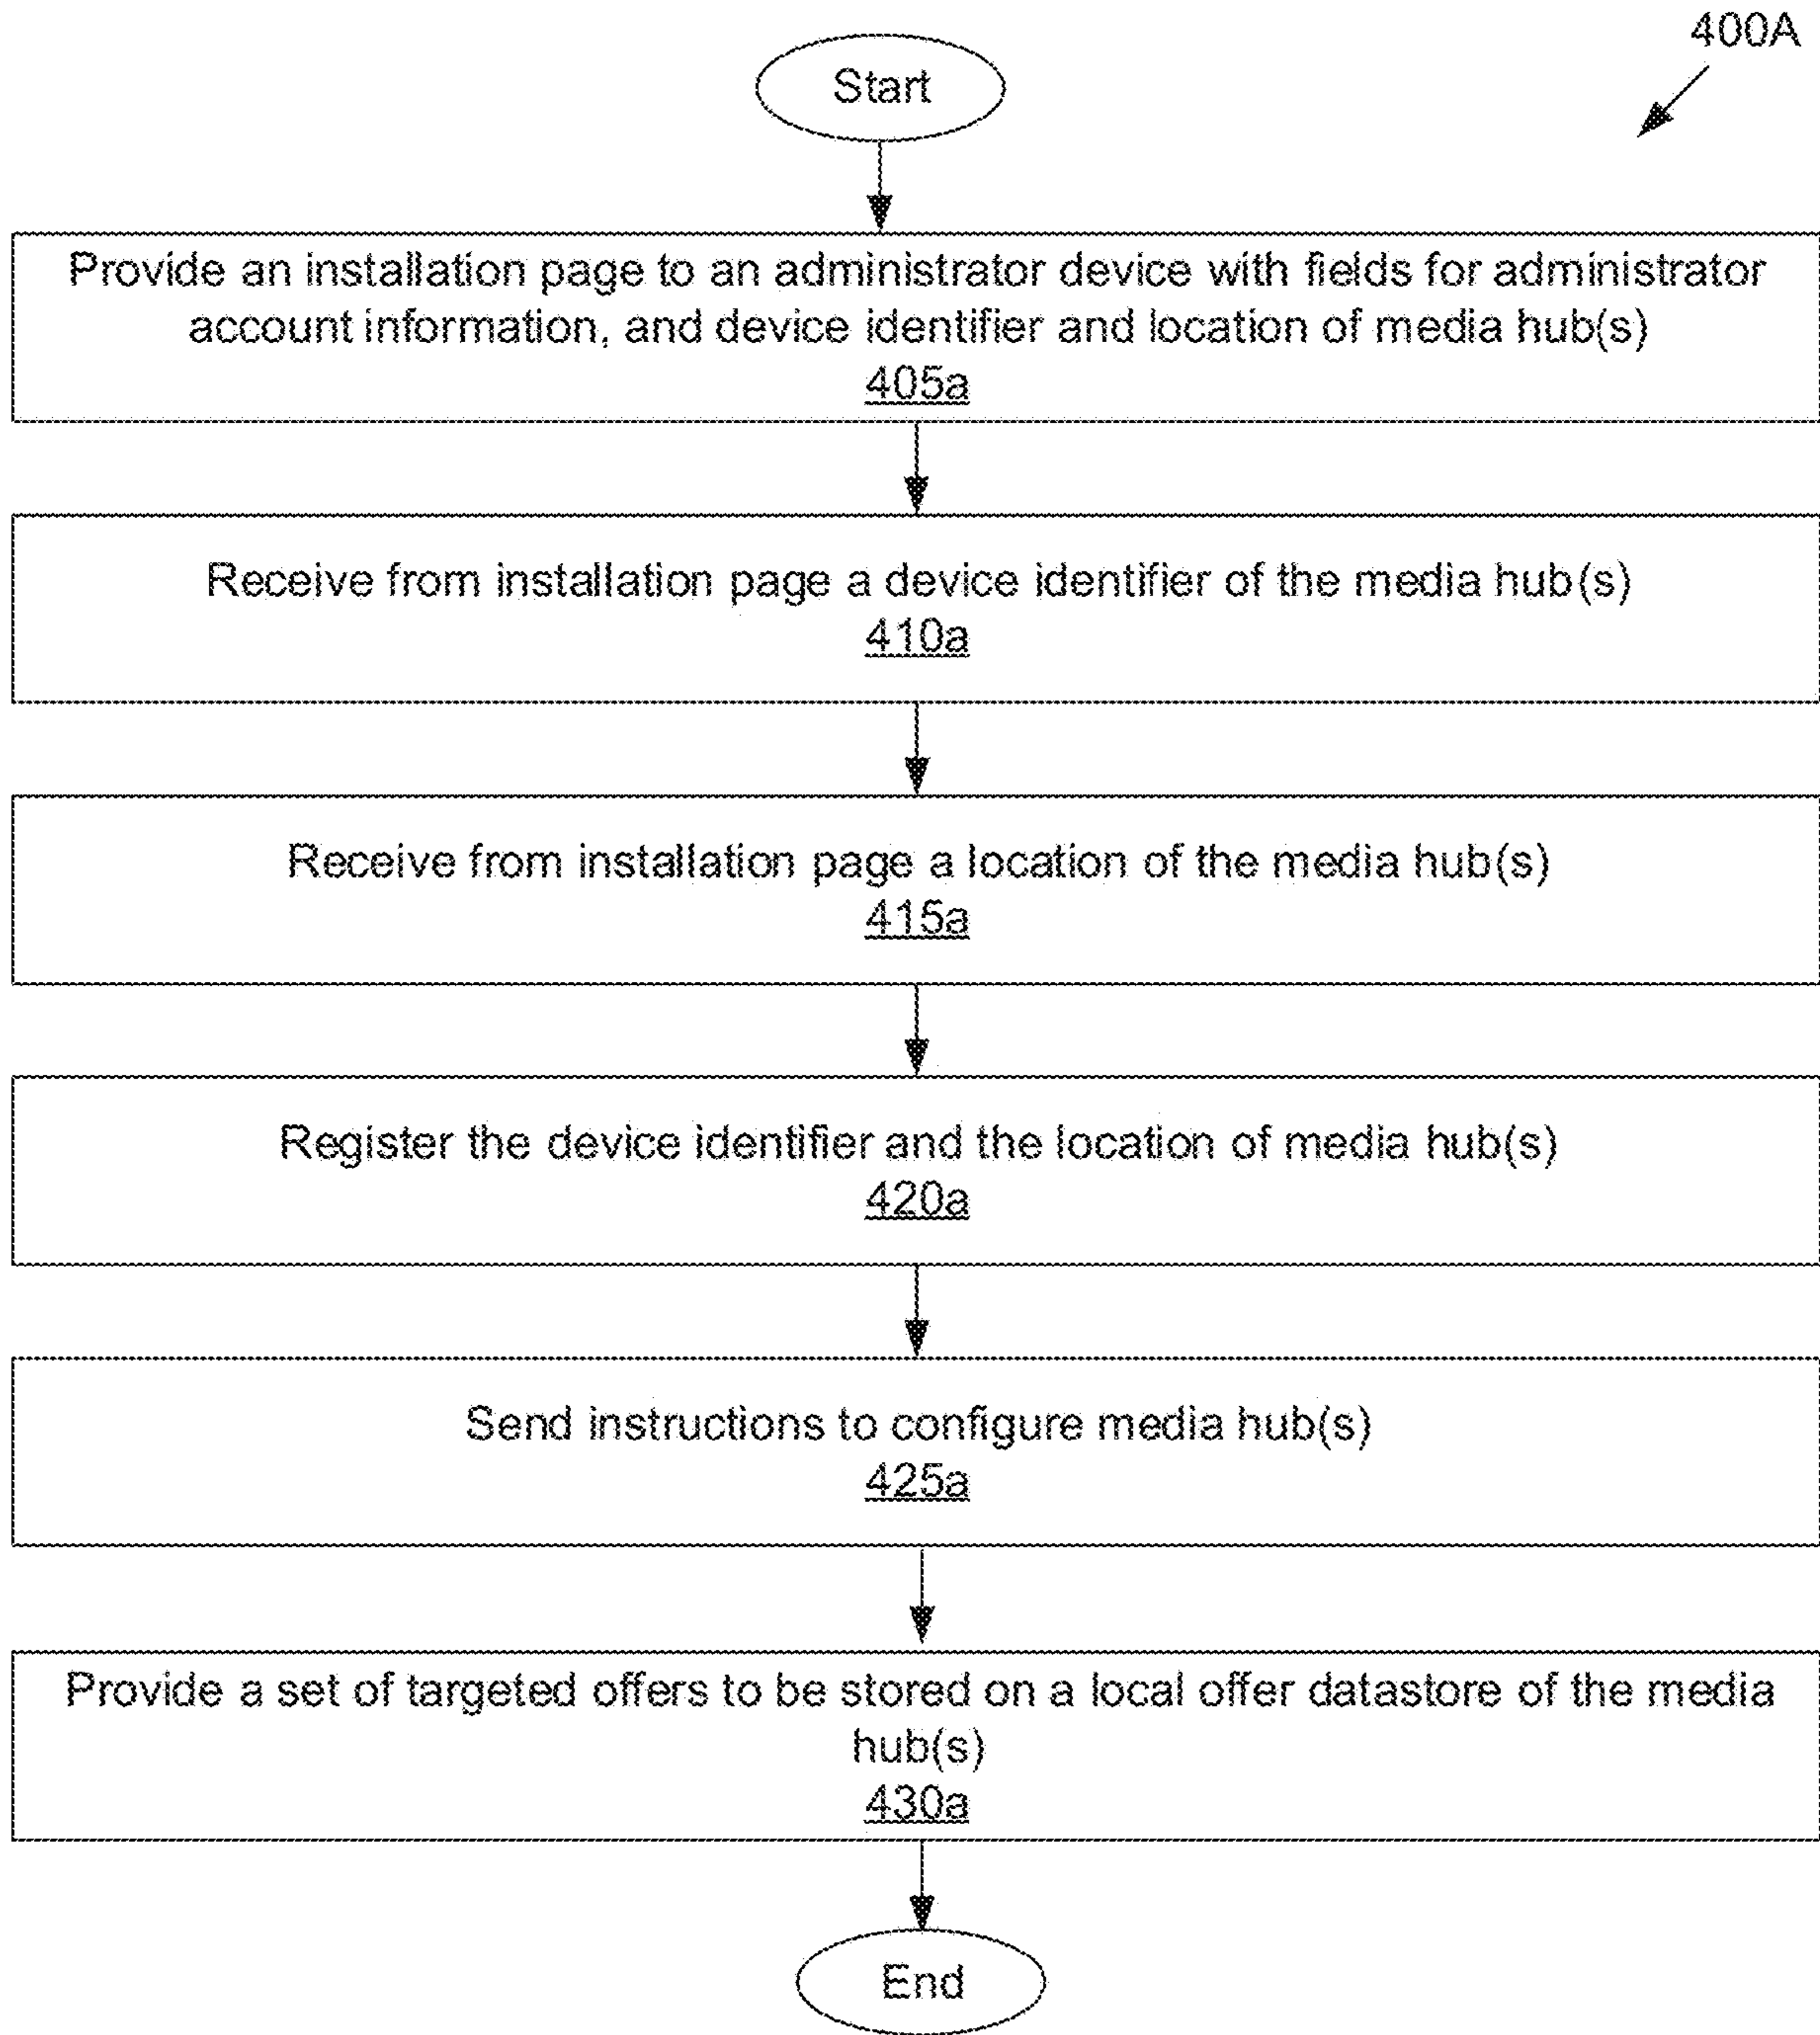 400A
Start
Provide an installation page to an administrator device with fields for administrator
account information, and device identifier and location of media hub(s)
405a
Receive from installation page a device identifier of the media hub(s)
410a
Receive from installation page a location of the media hub(s)
415a
Register the device identifier and the location of media hub(s)
420a
Send instructions to configure media hub(s)
425a
Provide a set of targeted offers to be stored on a local offer datastore of the media
hub(s)
430a
End